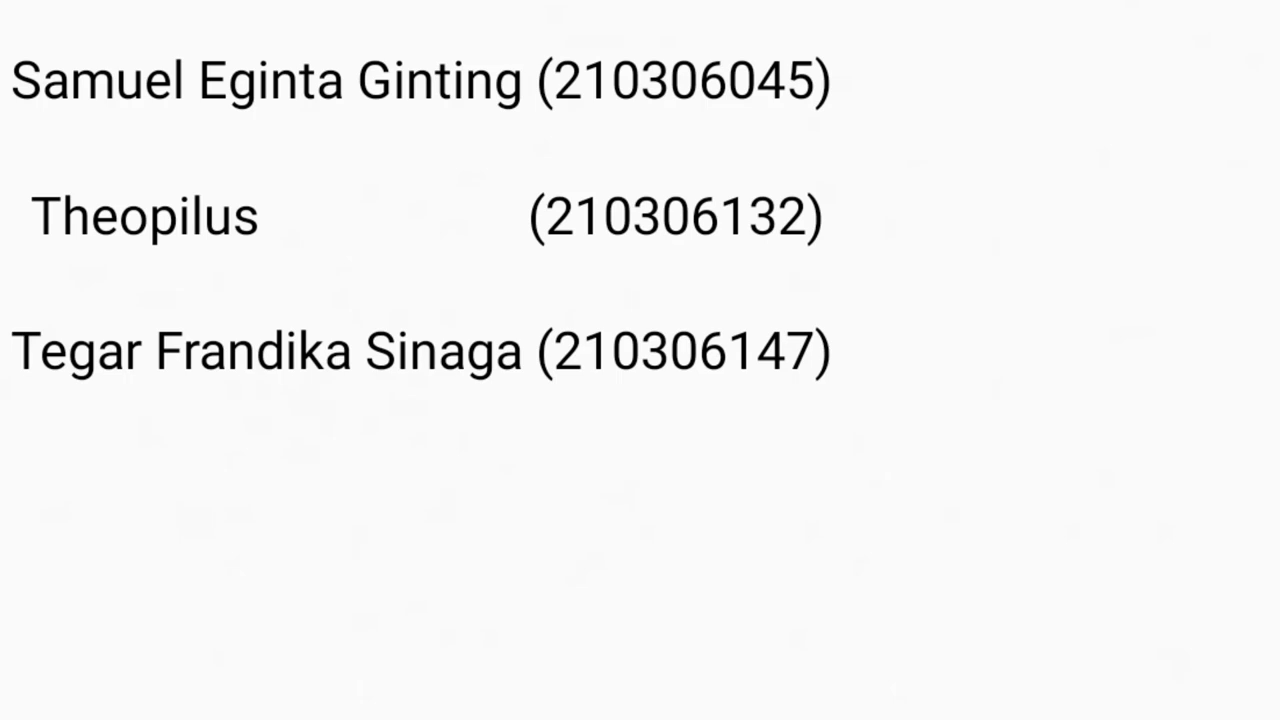 Samuel Eginta Ginting (210306045)
Theopilus (210306132)
Tegar Frandika Sinaga (210306147)